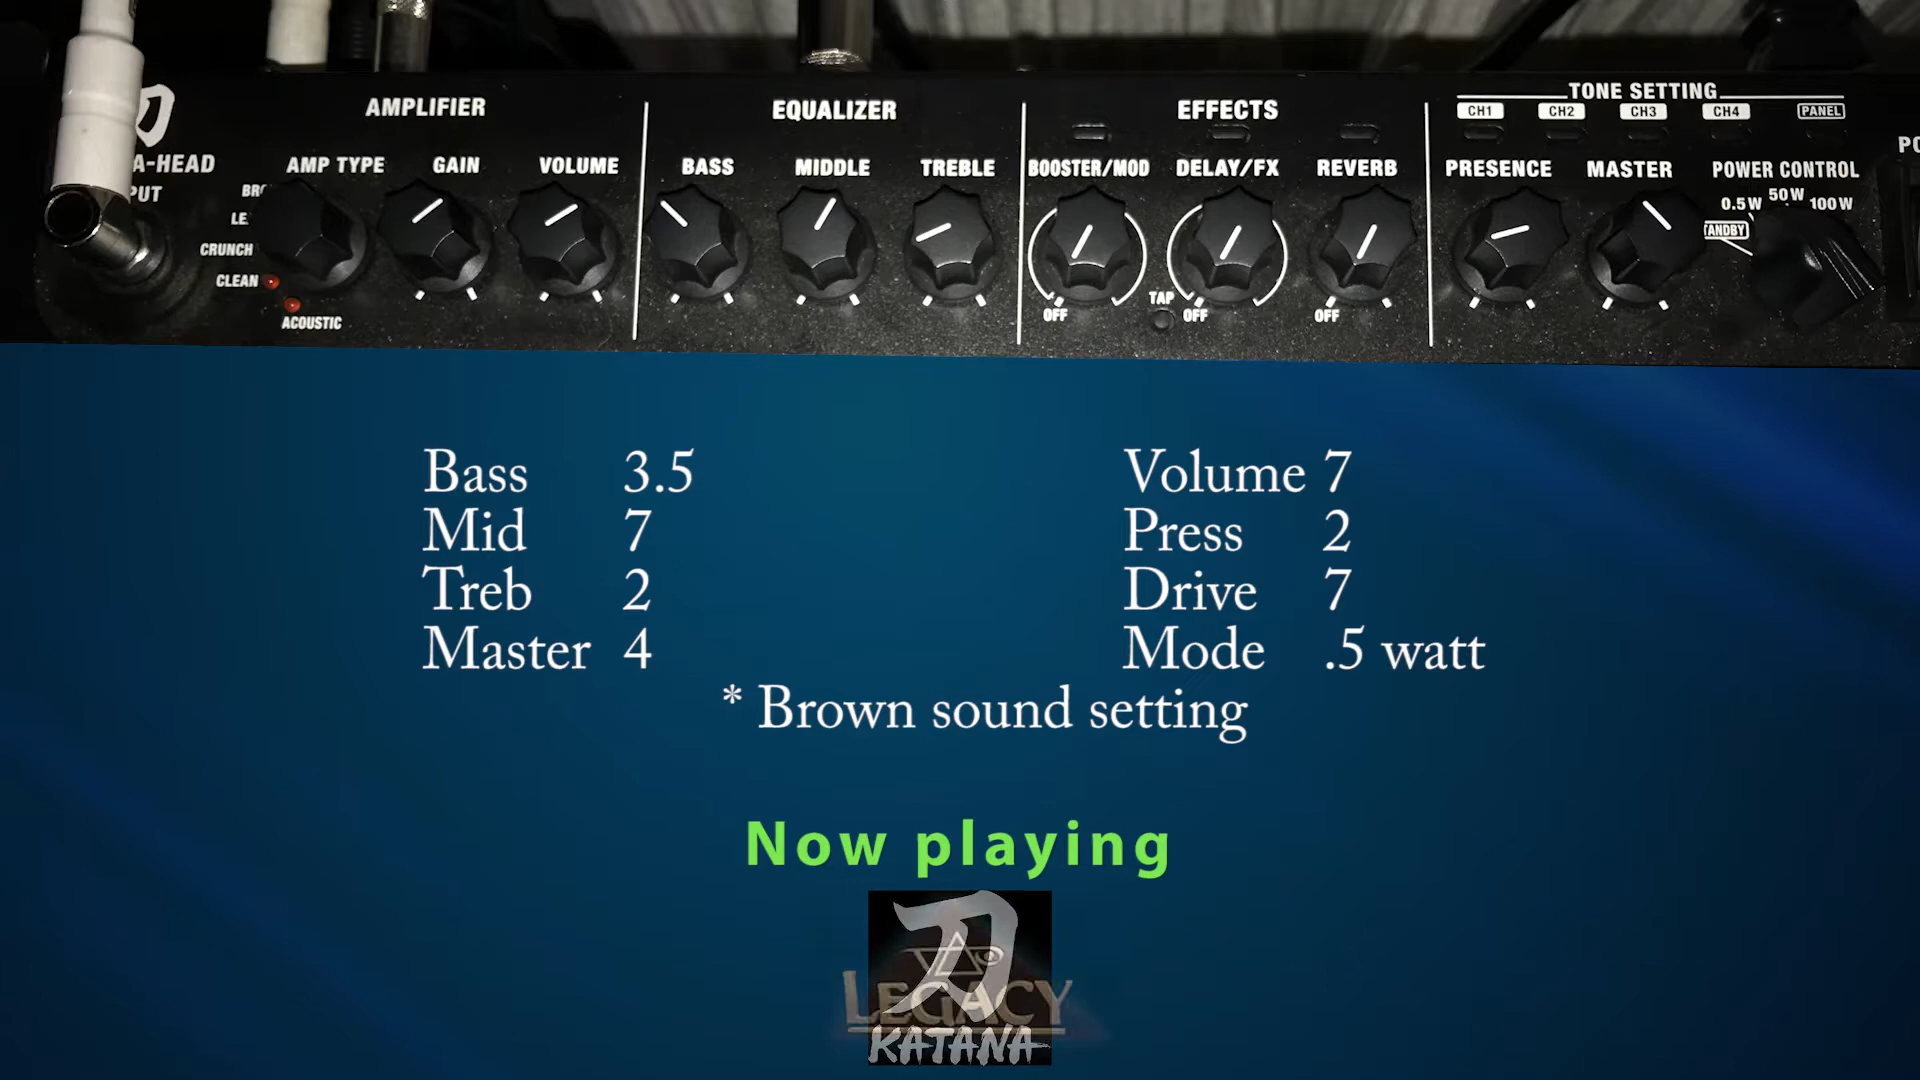 TONE SETTING
AMPLIFIER
EQUALIZER
EFFECTS
CH1 CH2 CH3 CH4 PANEL
刀
A-HEAD
AMP TYPE GAIN VOLUME BASS MIDDLE TREBLE BOOSTER/MOD DELAY/FX REVERB PRESENCE MASTER POWER CONTROL
PUT
0.5W 50W 100W
ANDBY
CRUNCH
CLEAN
ACOUSTIC
TAP
OFF OFF OFF
Bass 3.5
Mid 7
Treb 2
Master 4
Volume 7
Press 2
Drive 7
Mode .5 watt
* Brown sound setting
Now playing
刀
LEGACY
KATANA